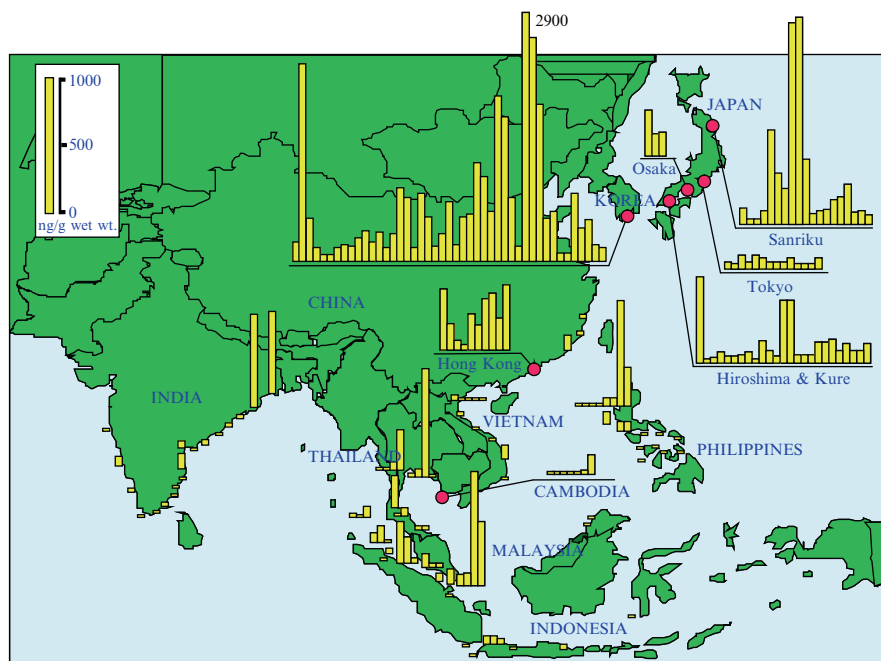 2900
1000
500
0
ng/g wet wt.
JAPAN
Osaka
KOREA
Sanriku
Tokyo
CHINA
Hong Kong
Hiroshima & Kure
INDIA
VIETNAM
THAILAND
PHILIPPINES
CAMBODIA
MALAYSIA
INDONESIA